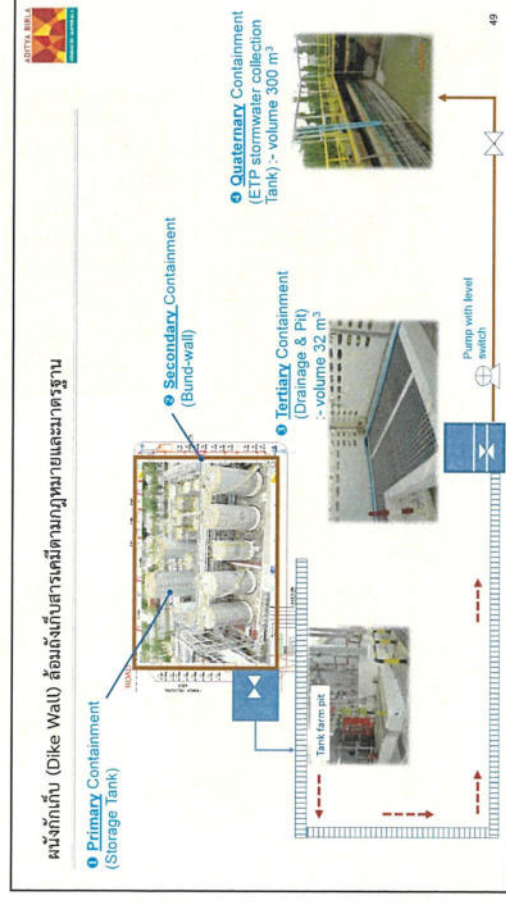 ผนังกักเก็บ (Dike Wall) ล้อมถังเก็บสารเคมีตามกฎหมายและมาตรฐาน
ADITYA BIRLA
❶ Primary Containment
(Storage Tank)
❷ Secondary Containment
(Bund-wall)
ROAD
❸ Tertiary Containment
(Drainage & Pit)
:- volume 32 m³
❹ Quaternary Containment
(ETP stormwater collection
Tank) :- volume 300 m³
Tank farm pit
Pump with level
switch
49